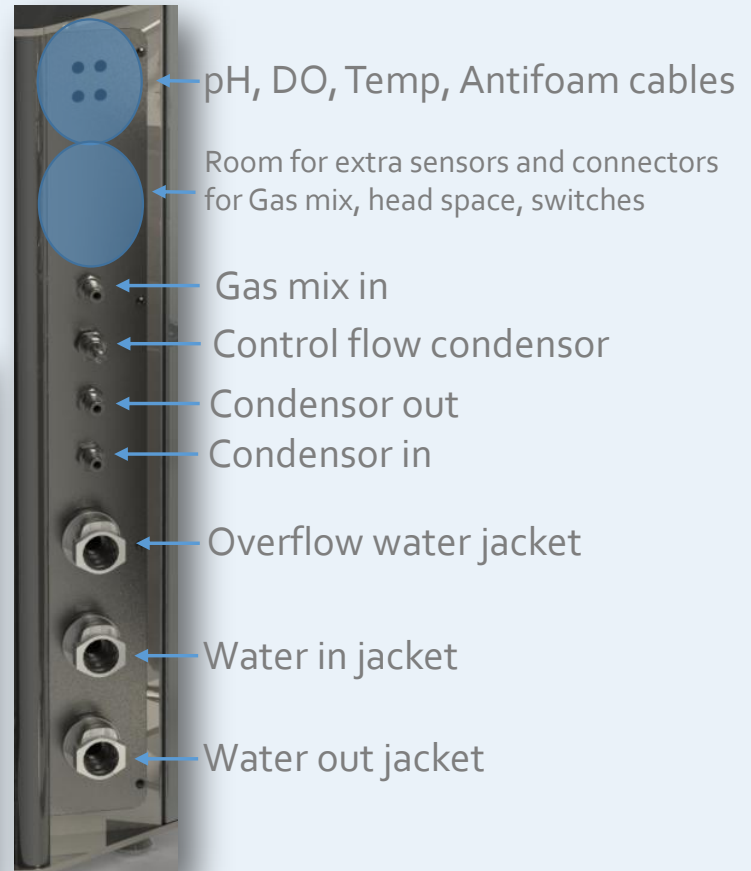 pH, DO, Temp, Antifoam cables
Room for extra sensors and connectors
for Gas mix, head space, switches
Gas mix in
Control flow condensor
Condensor out
Condensor in
Overflow water jacket
Water in jacket
Water out jacket